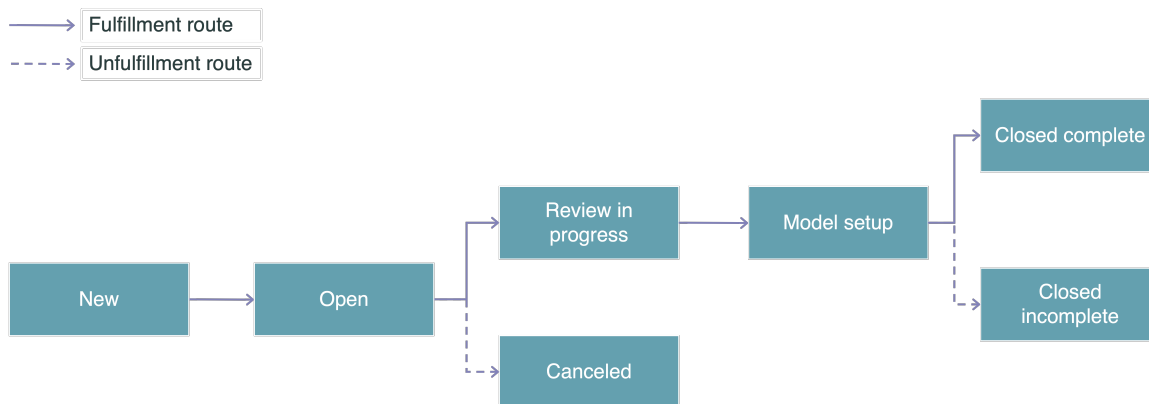 Fulfillment route
Unfulfillment route
Closed complete
Review in
progress
Model setup
New
Open
Closed
incomplete
Canceled